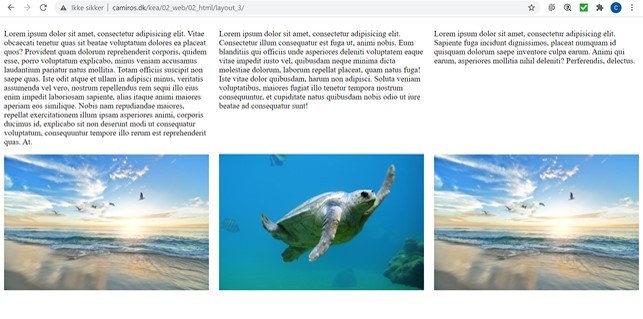 Ikke sikker | camiros.dk/kea/02_web/02_html/layout_3/
C
Lorem ipsum dolor sit amet, consectetur adipisicing elit. Vitae
obcaecati tenetur quas sit beatae voluptatum dolores ea placeat
quos? Provident quam dolorum reprehenderit corporis, quidem
esse, porro voluptatum explicabo, minus veniam accusamus
laudantium pariatur natus mollitia. Totam officiis suscipit non
saepe quas. Iste odit atque et ullam in adipisci minus, veritatis
assumenda vel vero, nostrum repellendus rem sequi illo eius
enim impedit laboriosam sapiente, alias itaque animi maiores
aperiam eos similique. Nobis nam repudiandae maiores,
repellat exercitationem illum ipsam asperiores animi, corporis
ducimus id, explicabo sit non deserunt modi ut consequatur
voluptatum, consequuntur tempore illo rerum est reprehenderit
quas. At.
Lorem ipsum dolor sit amet, consectetur adipisicing elit.
Consectetur illum consequatur est fuga ut, animi nobis. Eum
blanditiis qui officiis unde asperiores deleniti voluptatem eaque
vitae impedit iusto vel, quibusdam neque minima dicta
molestiae dolorum, laborum repellat placeat, quam natus fuga!
Iste vitae dolor quibusdam, harum non adipisci. Soluta veniam
voluptatibus, maiores fugiat illo tenetur tempora nostrum
consequuntur, et cupiditate natus quibusdam nobis odio ut iure
beatae ad consequatur sunt!
Lorem ipsum dolor sit amet, consectetur adipisicing elit.
Sapiente fuga incidunt dignissimos, placeat numquam id
quisquam dolorum saepe inventore culpa earum. Animi qui
earum, asperiores mollitia nihil deleniti? Perferendis, delectus.